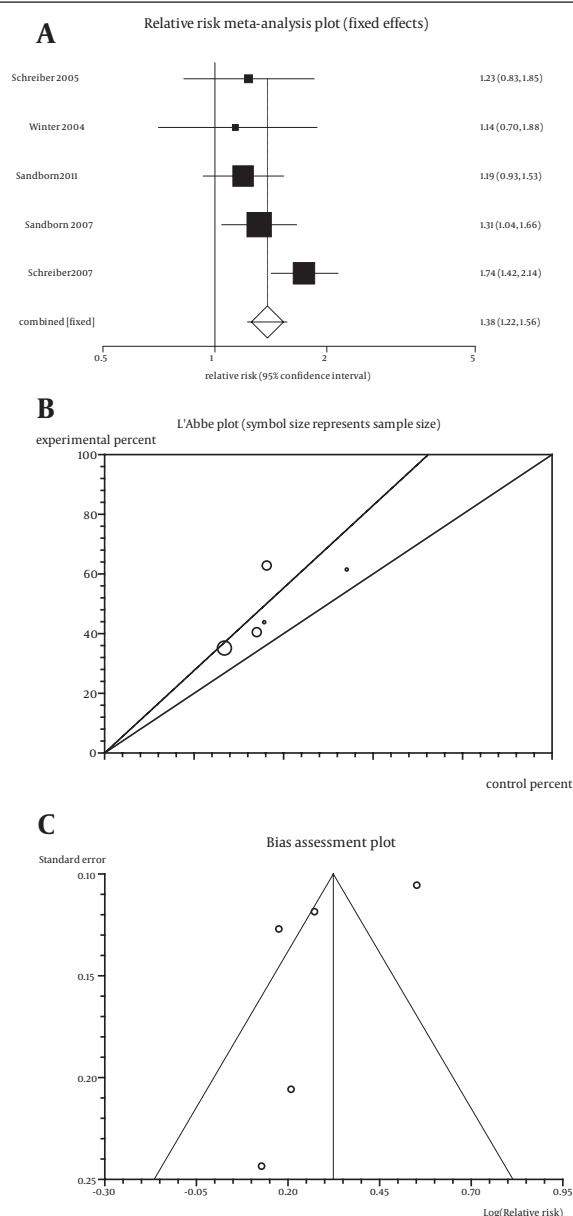 A
Relative risk meta-analysis plot (fixed effects)
Schreiber 2005 1.23 (0.83, 1.85)
Winter 2004 1.14 (0.70, 1.88)
Sandborn2011 1.19 (0.93, 1.53)
Sandborn 2007 1.31 (1.04, 1.66)
Schreiber2007 1.74 (1.42, 2.14)
combined [fixed] 1.38 (1.22, 1.56)
0.5 1 2 5
relative risk (95% confidence interval)
B
L'Abbe plot (symbol size represents sample size)
experimental percent
100
80
60
40
20
0
control percent
C
Bias assessment plot
Standard error
0.10
0.15
0.20
0.25
-0.30 -0.05 0.20 0.45 0.70 0.95
Log(Relative risk)